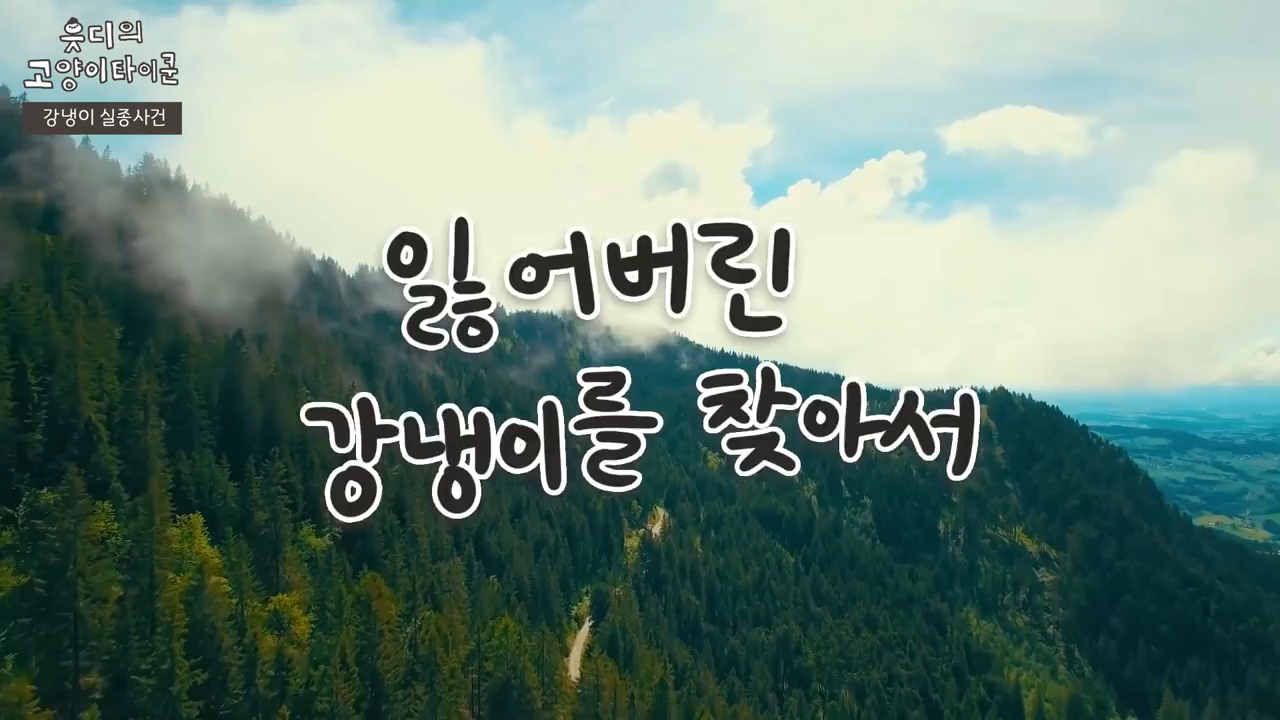 읏디의
고양이타이쿤
강냉이 실종사건
잃어버린
강냉이를 찾아서